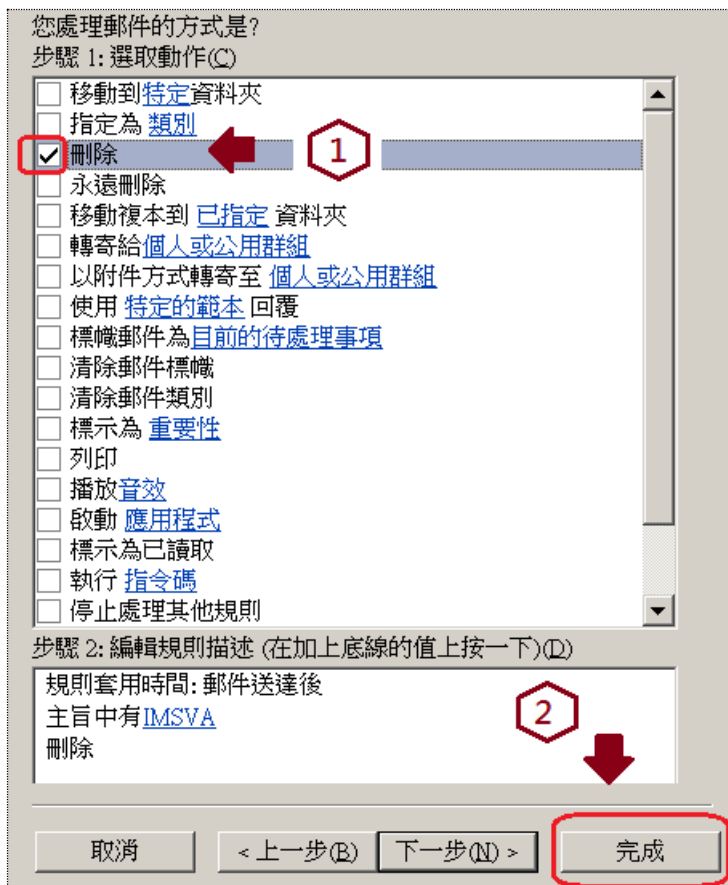 您處理郵件的方式是?
步驟 1: 選取動作(C)
移動到特定資料夾
指定為 類別
刪除
1
永遠刪除
移動複本到 已指定 資料夾
轉寄給個人或公用群組
以附件方式轉寄至 個人或公用群組
使用 特定的範本 回覆
標幟郵件為目前的待處理事項
清除郵件標幟
清除郵件類別
標示為 重要性
列印
播放音效
啟動 應用程式
標示為已讀取
執行 指令碼
停止處理其他規則
步驟 2: 編輯規則描述 (在加上底線的值上按一下)(D)
規則套用時間: 郵件送達後
主旨中有IMSVA
2
刪除
取消 < 上一步(B) 下一步(N) > 完成